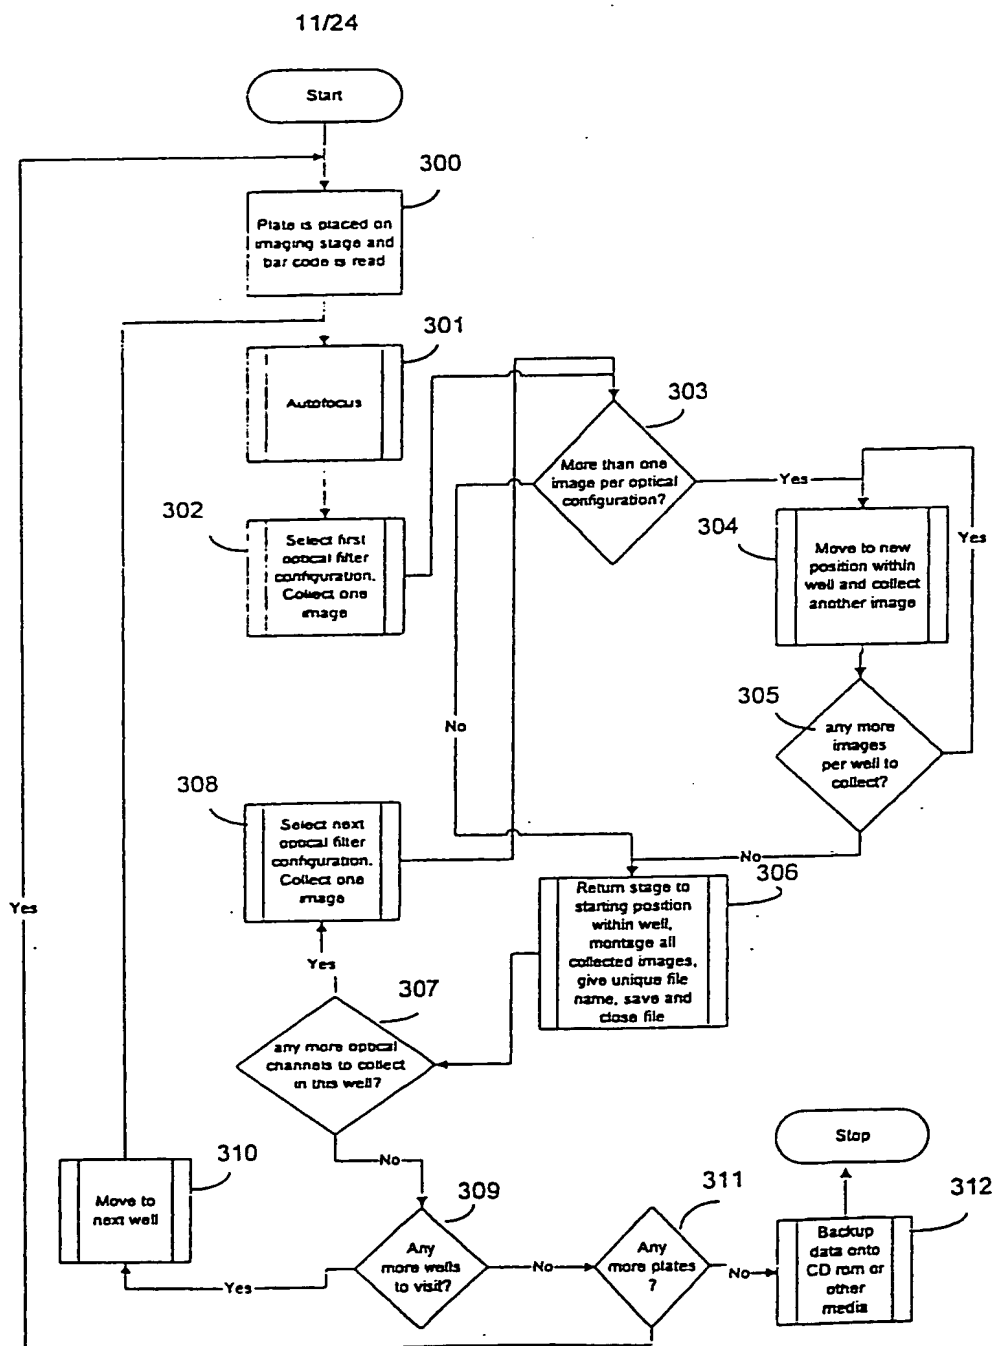 11/24
Start
300
Plate is placed on
imaging stage and
bar code is read
301
Autofocus
302
Select first
optical filter
configuration.
Collect one
image
303
More than one
image per optical
configuration?
Yes
304
Move to new
position within
well and collect
another image
Yes
305
any more
images
per well to
collect?
No
No
306
Return stage to
starting position
within well,
montage all
collected images,
give unique file
name, save and
close file
308
Select next
optical filter
configuration.
Collect one
image
Yes
Yes
307
any more optical
channels to collect
in this well?
No
310
Move to
next well
309
Any
more wells
to visit?
Yes
No
311
Any
more plates
?
No
312
Backup
data onto
CD rom or
other
media
Stop